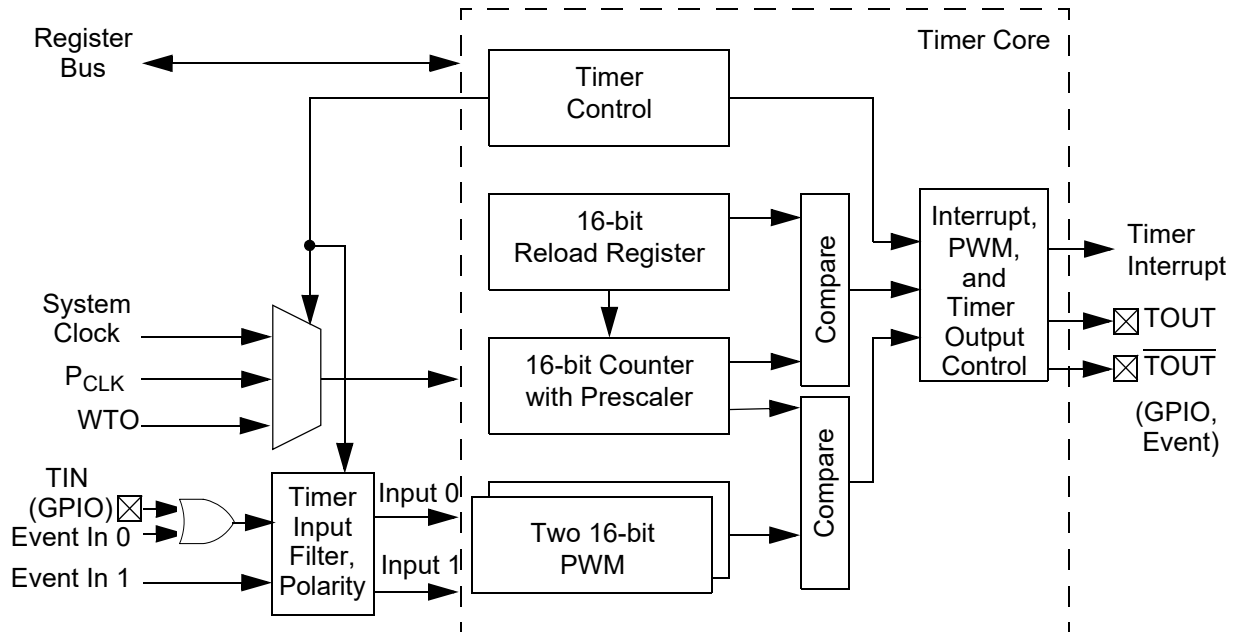 Register
Bus
Timer Core
Timer
Control
16-bit
Reload Register
Compare
Interrupt,
PWM,
and
Timer
Output
Control
Timer
Interrupt
TOUT
TOUT
(GPIO,
Event)
System
Clock
PCLK
WTO
16-bit Counter
with Prescaler
Compare
TIN
(GPIO)
Event In 0
Event In 1
Timer
Input
Filter,
Polarity
Input 0
Input 1
Two 16-bit
PWM